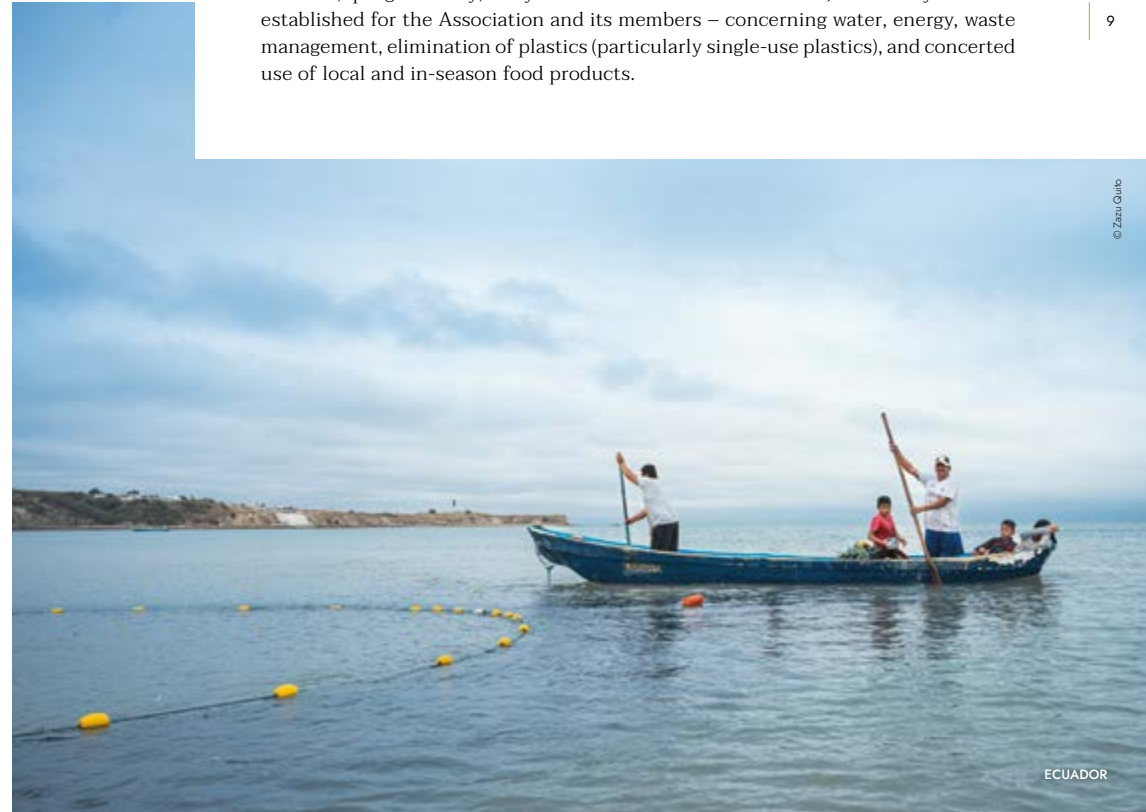 established for the Association and its members – concerning water, energy, waste
management, elimination of plastics (particularly single-use plastics), and concerted
use of local and in-season food products.
9
© Zazu Quito
ECUADOR